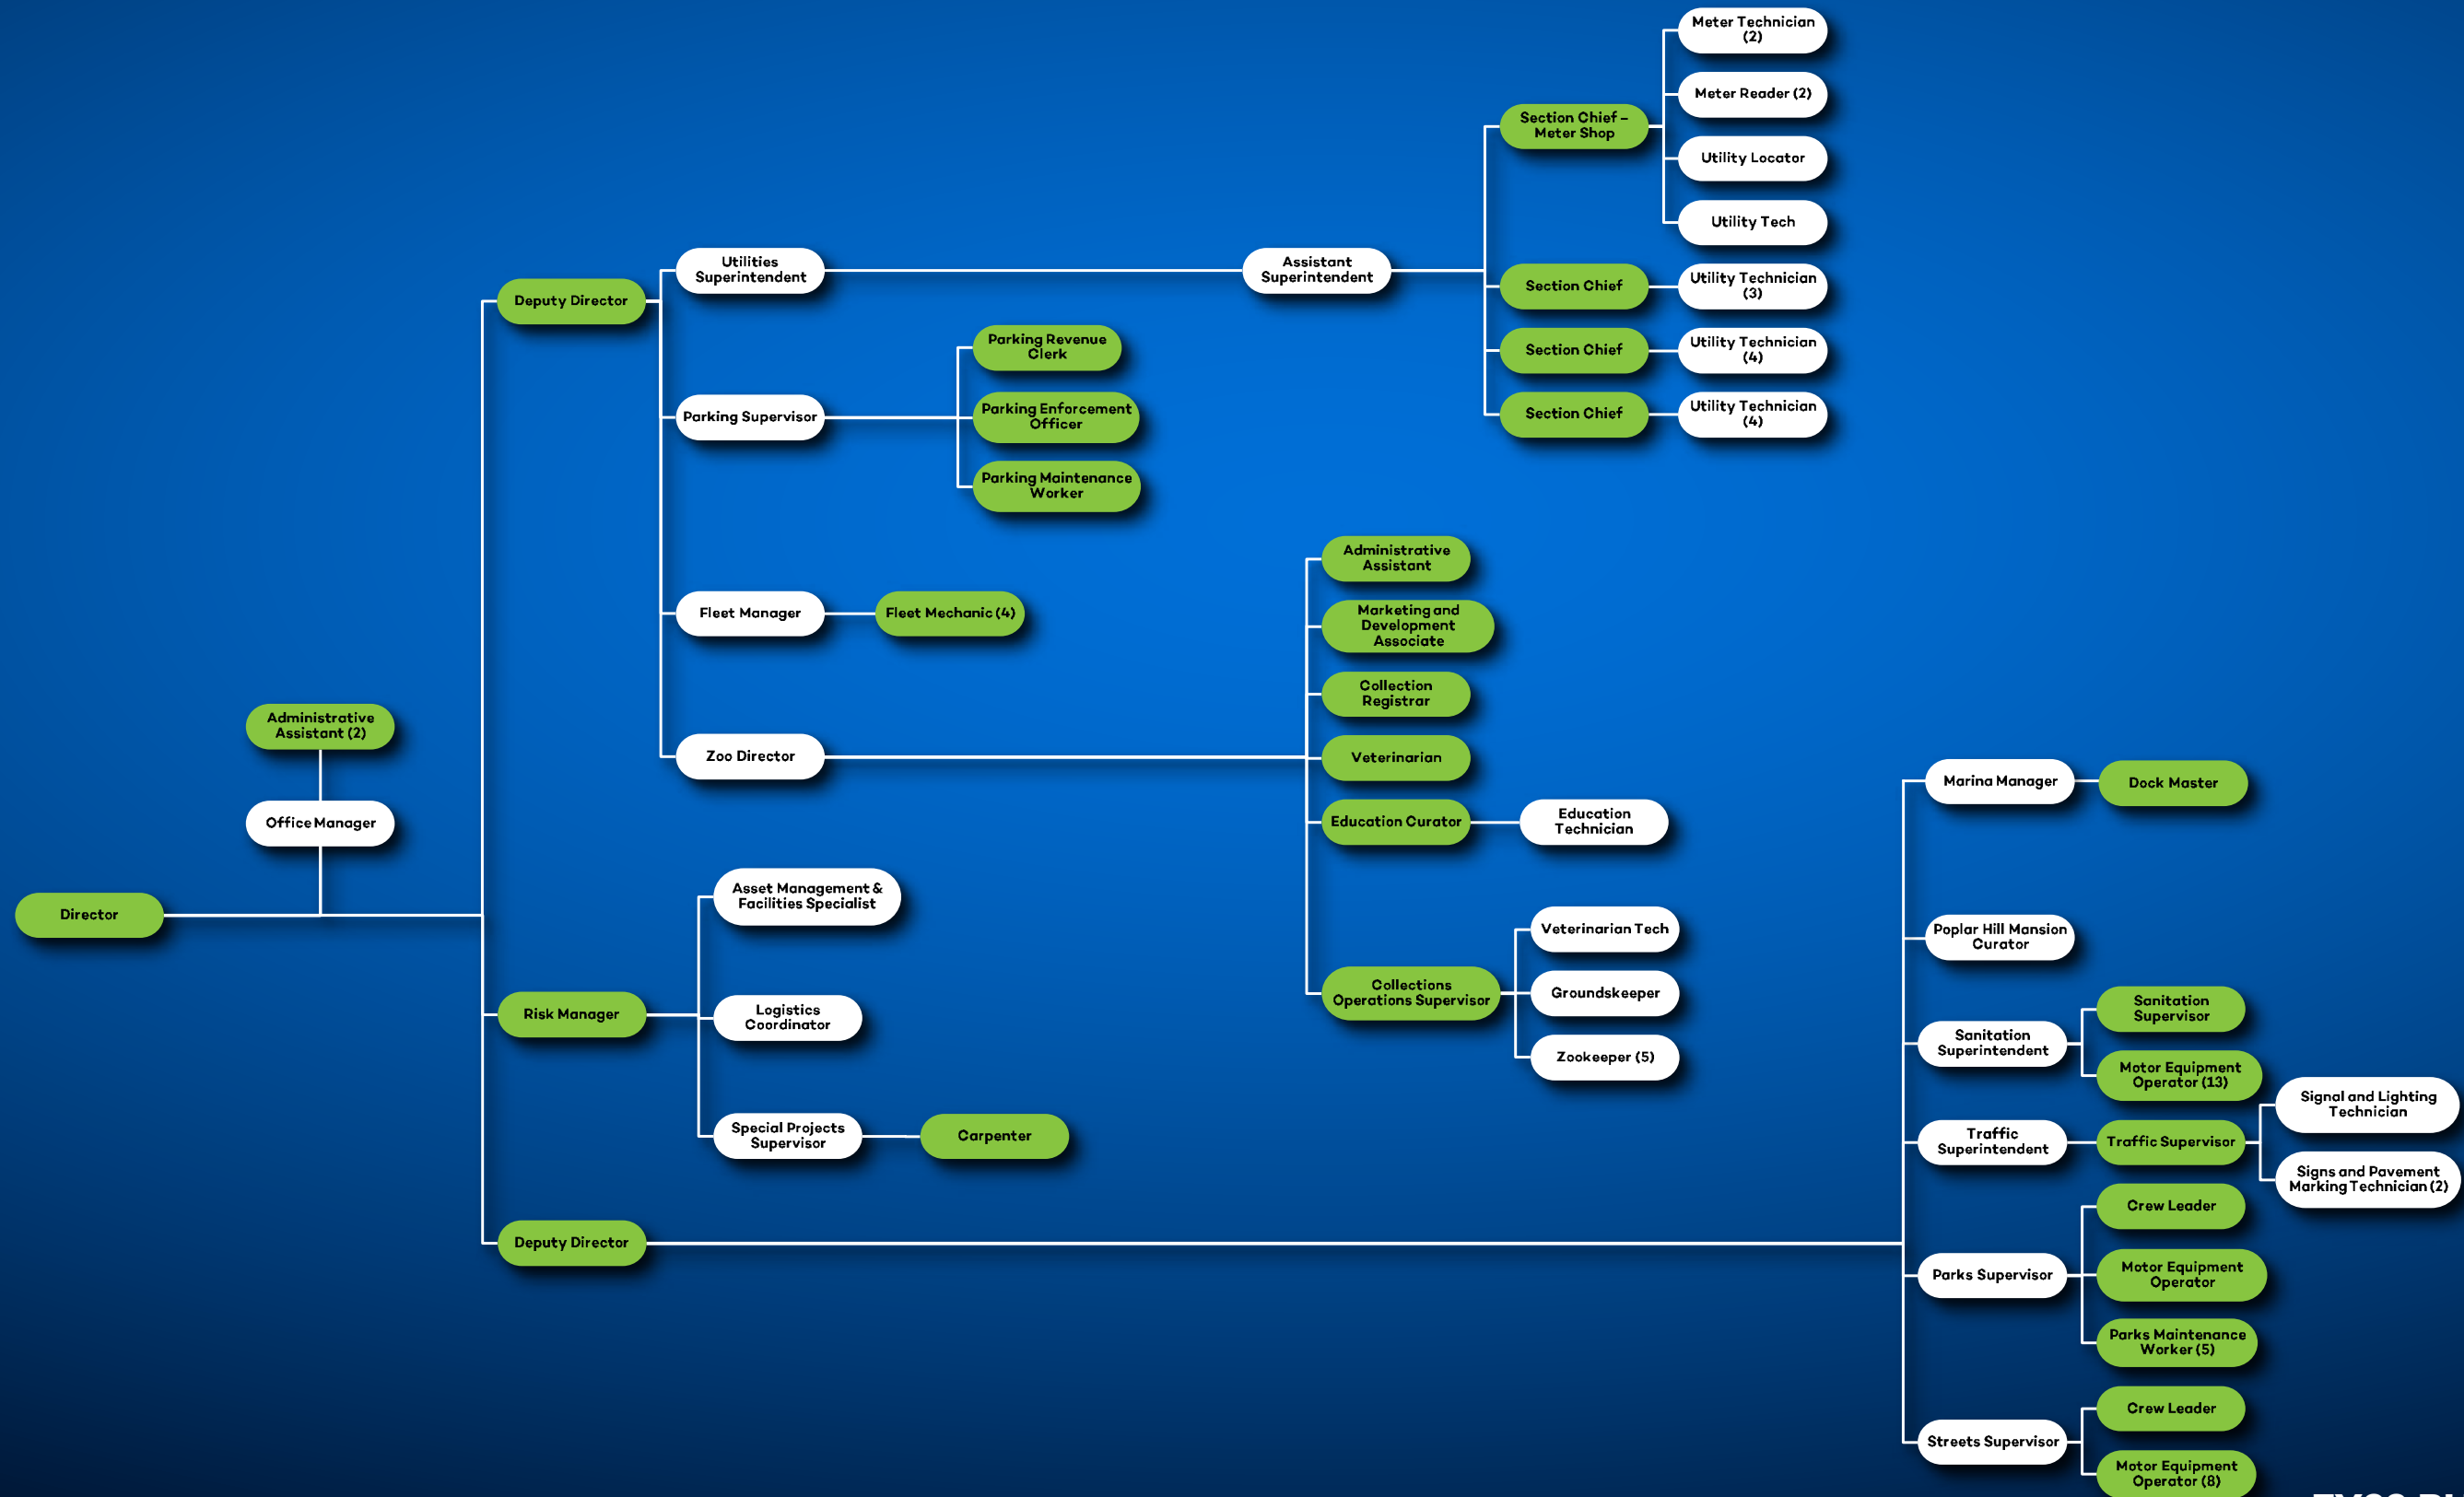 Meter Technician
(2)
Meter Reader (2)
Section Chief –
Meter Shop
Utility Locator
Utility Tech
Utilities
Superintendent
Assistant
Superintendent
Deputy Director
Section Chief
Utility Technician
(3)
Section Chief
Utility Technician
(4)
Section Chief
Utility Technician
(4)
Parking Revenue
Clerk
Parking Supervisor
Parking Enforcement
Officer
Parking Maintenance
Worker
Fleet Manager
Fleet Mechanic (4)
Administrative
Assistant
Marketing and
Development
Associate
Collection
Registrar
Zoo Director
Veterinarian
Education Curator
Education
Technician
Collections
Operations Supervisor
Veterinarian Tech
Groundskeeper
Zookeeper (5)
Administrative
Assistant (2)
Office Manager
Director
Asset Management &
Facilities Specialist
Risk Manager
Logistics
Coordinator
Special Projects
Supervisor
Carpenter
Deputy Director
Marina Manager
Dock Master
Poplar Hill Mansion
Curator
Sanitation
Superintendent
Sanitation
Supervisor
Motor Equipment
Operator (13)
Traffic
Superintendent
Traffic Supervisor
Signal and Lighting
Technician
Signs and Pavement
Marking Technician (2)
Parks Supervisor
Crew Leader
Motor Equipment
Operator
Parks Maintenance
Worker (5)
Streets Supervisor
Crew Leader
Motor Equipment
Operator (8)